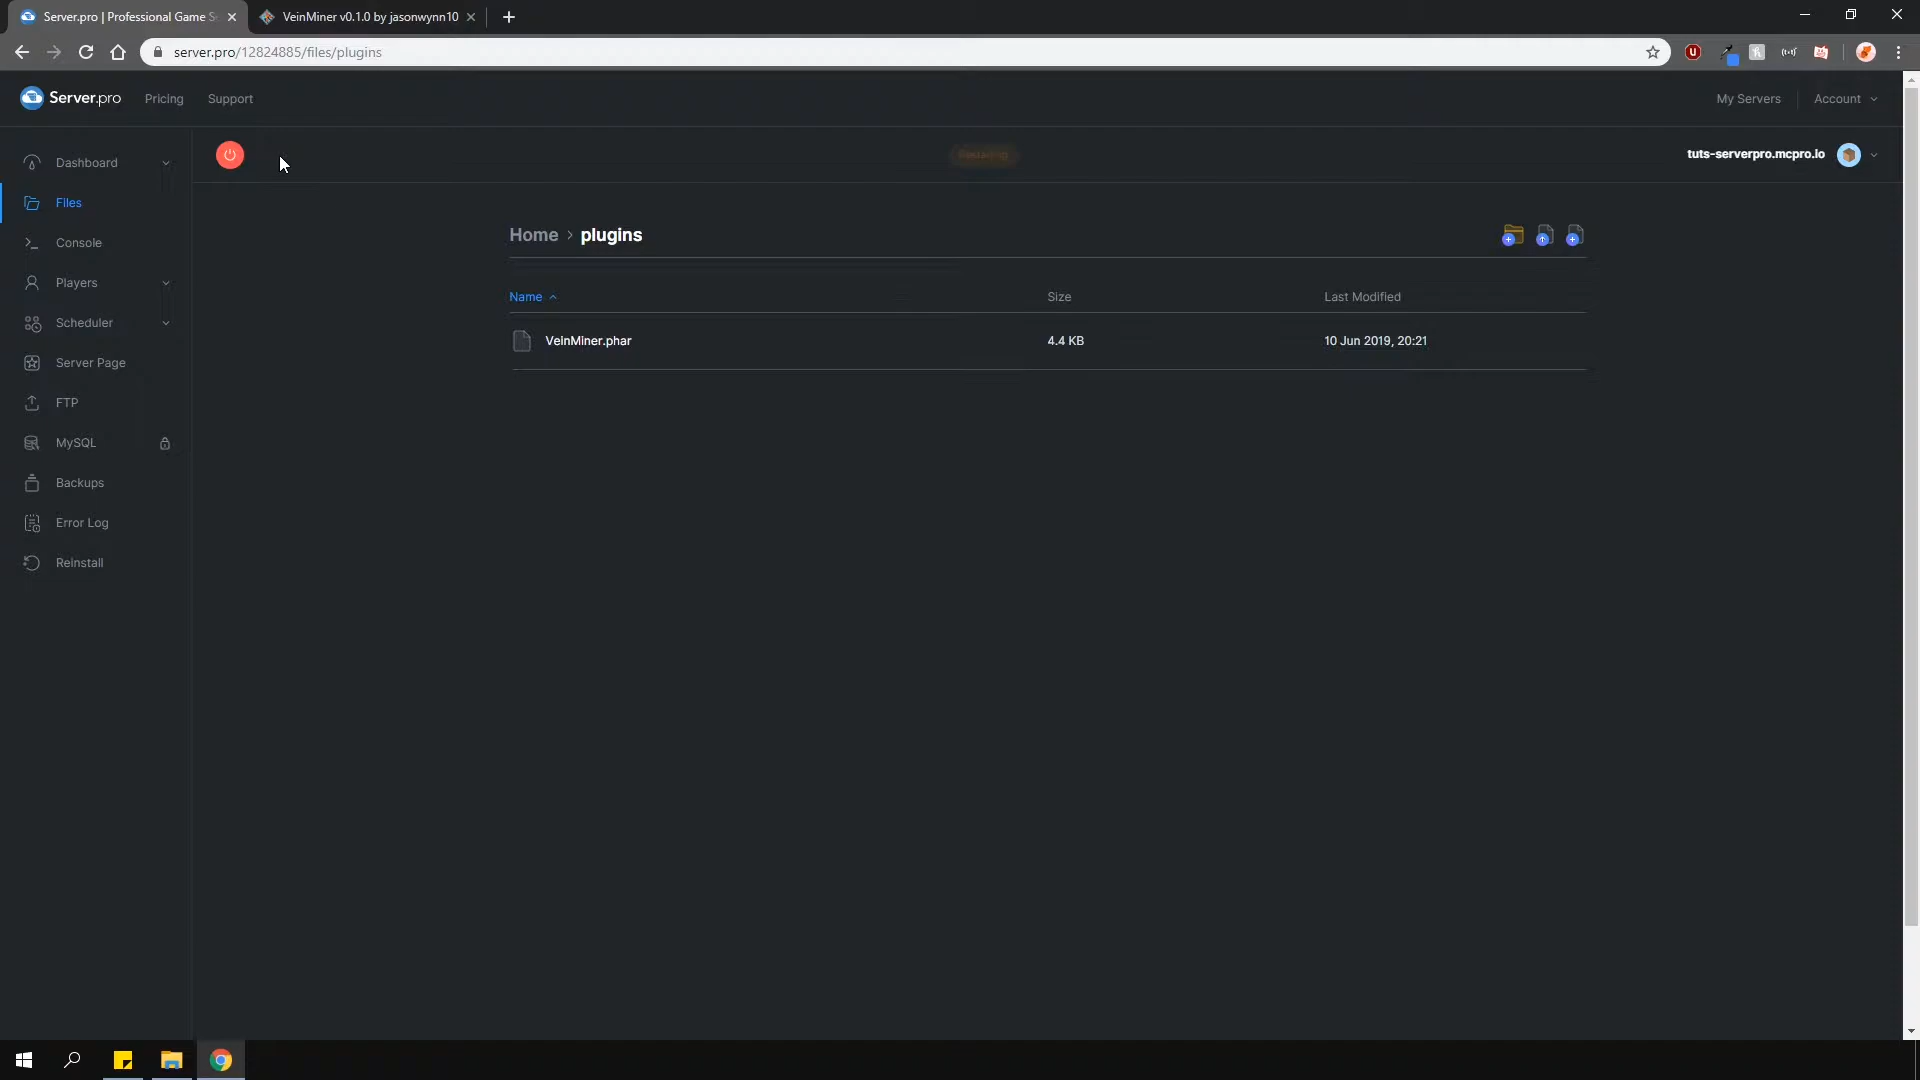 Server.pro | Professional Game S
VeinMiner v0.1.0 by jasonwynn10
server.pro/12824885/files/plugins
Server.pro
Pricing
Support
My Servers
Account
Dashboard
tuts-serverpro.mcpro.io
Files
Console
Players
Scheduler
Server Page
FTP
MySQL
Backups
Error Log
Reinstall
Home > plugins
Name
Size
Last Modified
VeinMiner.phar
4.4 KB
10 Jun 2019, 20:21